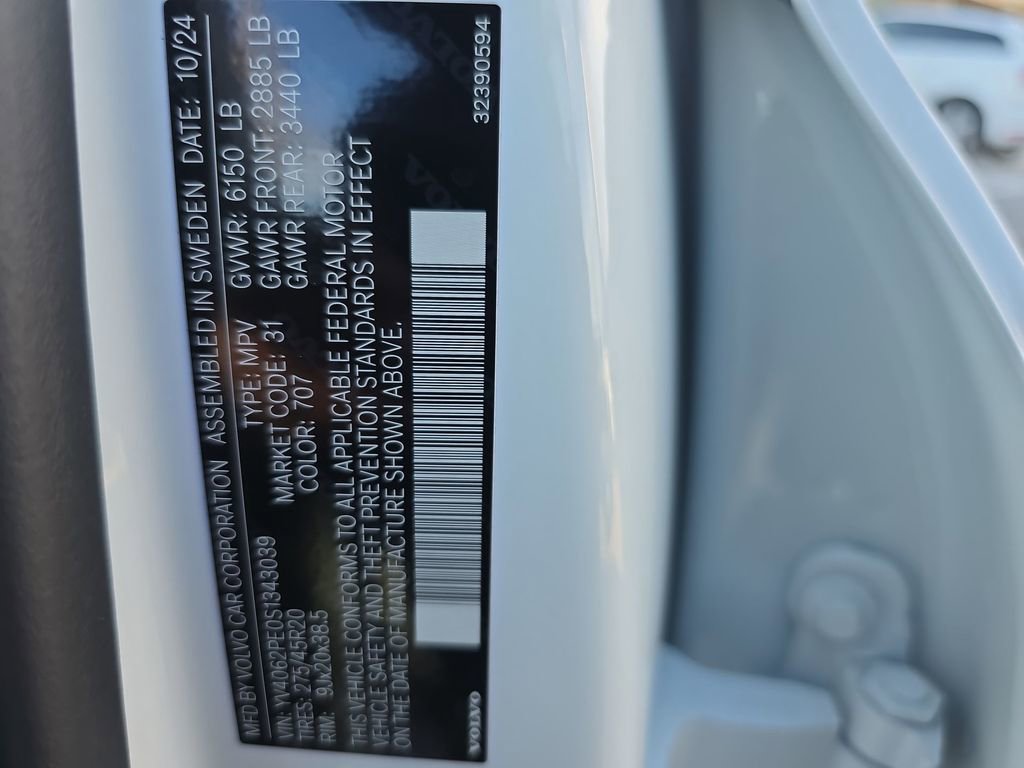 MFD BY VOLVO CAR CORPORATION ASSEMBLED IN SWEDEN DATE: 10/24
VIN: YV4062PE0S1343039 TYPE: MPV GVWR: 6150 LB
TIRES: 275/45R20 MARKET CODE: 31 GAWR FRONT: 2885 LB
RIM: 9Jx20x38.5 COLOR: 707 GAWR REAR: 3440 LB
THIS VEHICLE CONFORMS TO ALL APPLICABLE FEDERAL MOTOR
VEHICLE SAFETY AND THEFT PREVENTION STANDARDS IN EFFECT
ON THE DATE OF MANUFACTURE SHOWN ABOVE.
VOLVO 32390594